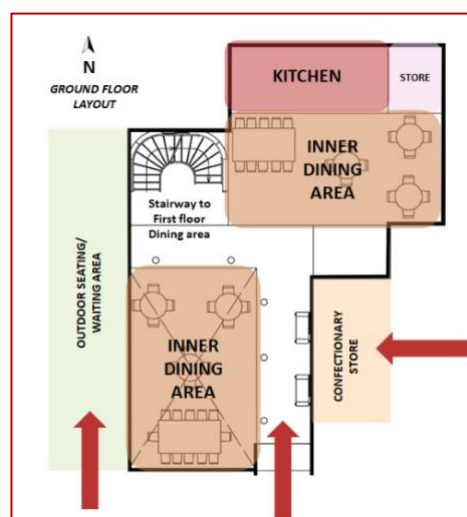 N
GROUND FLOOR
LAYOUT
KITCHEN
STORE
INNER
DINING
AREA
Stairway to
First floor
Dining area
OUTDOOR SEATING/
WAITING AREA
INNER
DINING
AREA
CONFECTIONARY
STORE